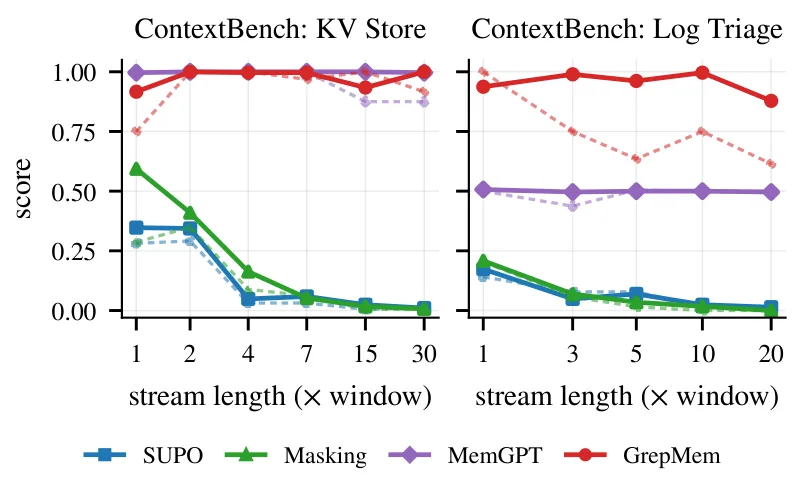 ContextBench: KV Store
ContextBench: Log Triage
score
1.00
0.75
0.50
0.25
0.00
1 2 4 7 15 30
1 3 5 10 20
stream length (× window)
stream length (× window)
SUPO Masking MemGPT GrepMem